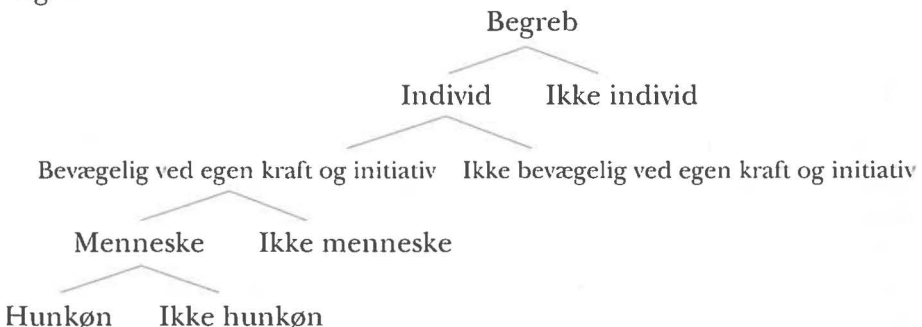 Begreb
Individ Ikke individ
Bevægelig ved egen kraft og initiativ Ikke bevægelig ved egen kraft og initiativ
Menneske Ikke menneske
Hunkøn Ikke hunkøn